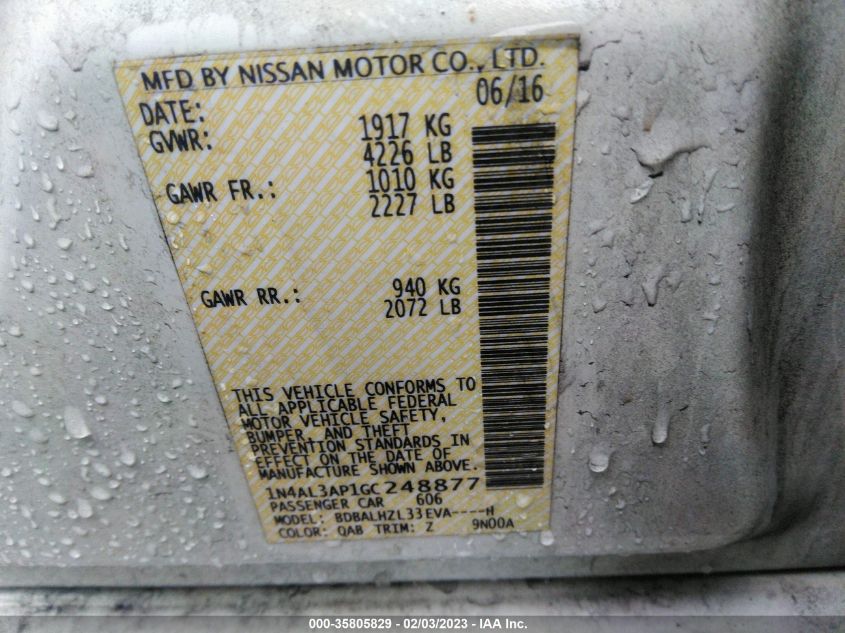 MFD BY NISSAN MOTOR CO., LTD.
DATE: 06/16
GVWR: 1917 KG
4226 LB
GAWR FR.: 1010 KG
2227 LB
GAWR RR.: 940 KG
2072 LB
THIS VEHICLE CONFORMS TO
ALL APPLICABLE FEDERAL
MOTOR VEHICLE SAFETY,
BUMPER, AND THEFT
PREVENTION STANDARDS IN
EFFECT ON THE DATE OF
MANUFACTURE SHOWN ABOVE.
1N4AL3AP1GC248877
PASSENGER CAR 606
MODEL: BDBALHZL33EVA----H
COLOR: QAB TRIM: Z 9N00A
000-35805829 - 02/03/2023 - IAA Inc.